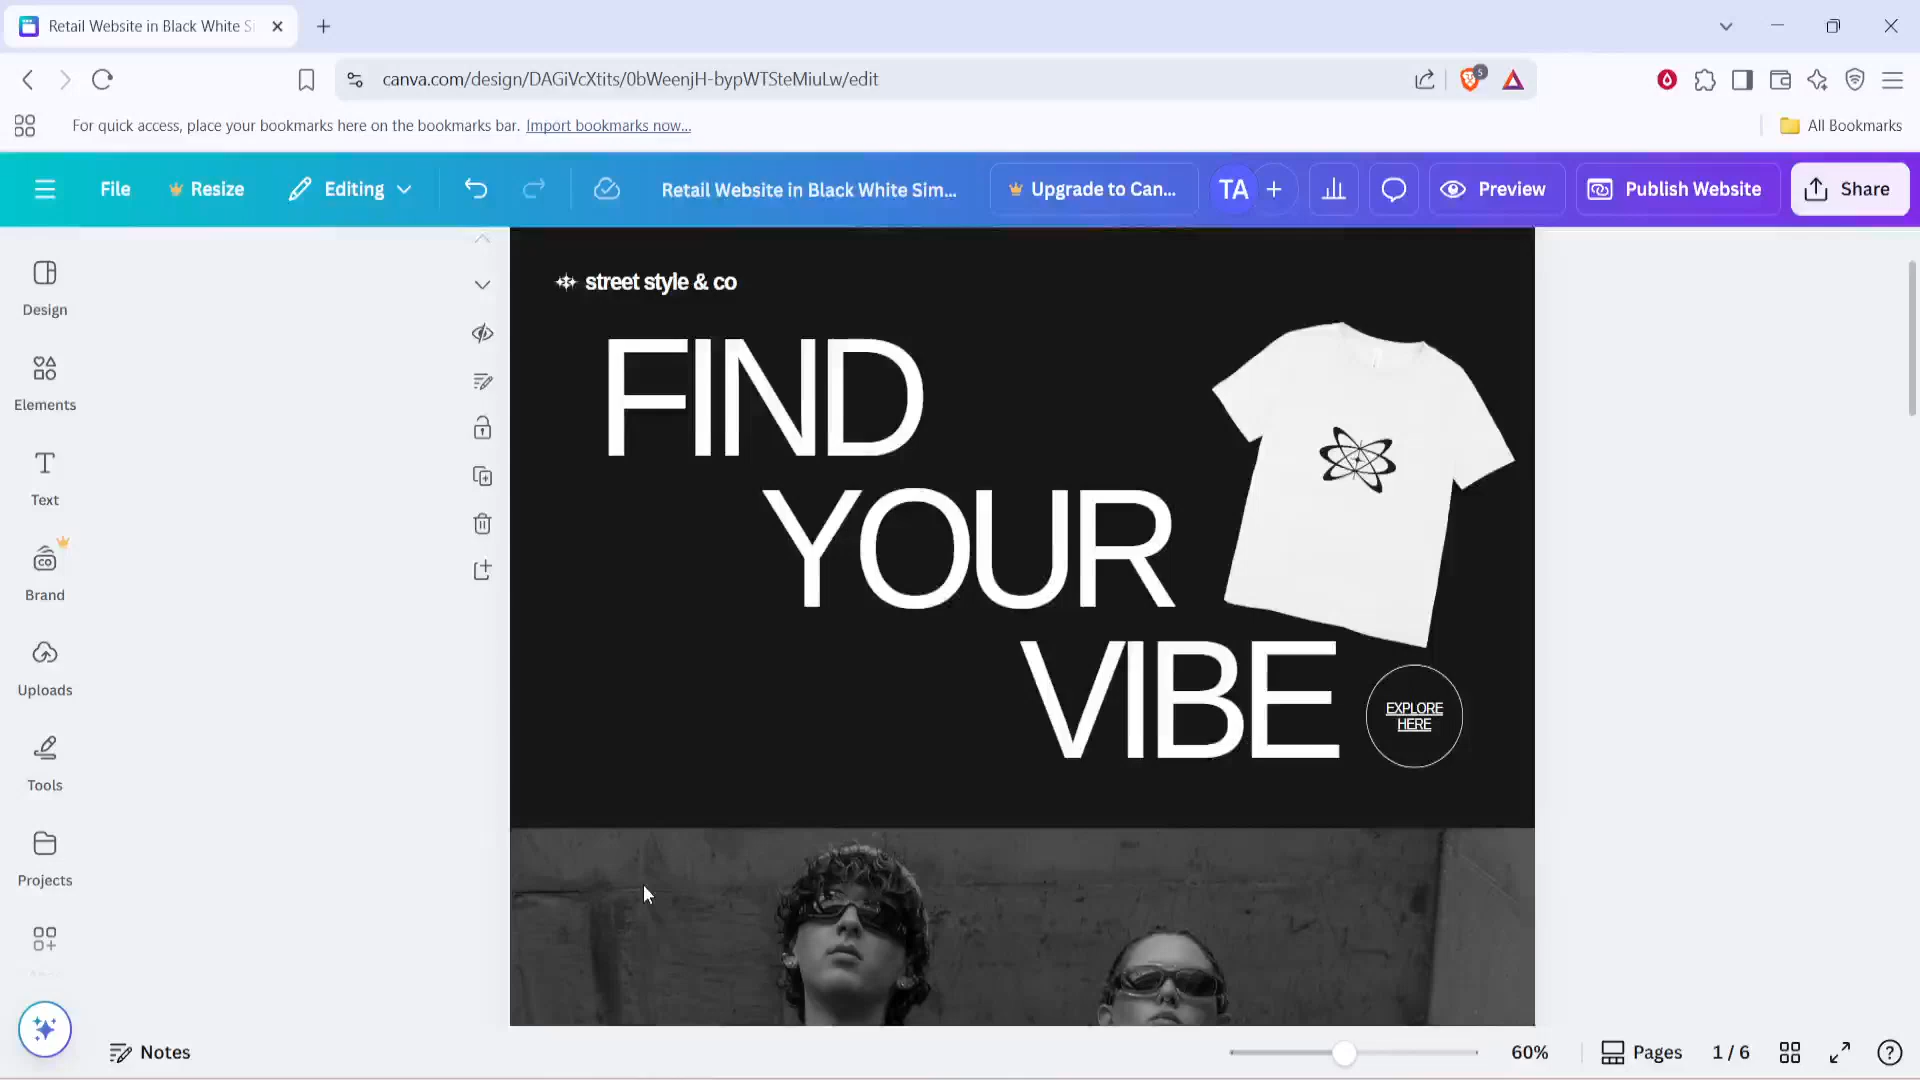 Retail Website in Black White Si
canva.com/design/DAGiVcXtits/0bWeenjH-bypWTSteMiuLw/edit
5
For quick access, place your bookmarks here on the bookmarks bar. Import bookmarks now...
All Bookmarks
File
Resize
Editing
Retail Website in Black White Sim...
Upgrade to Can...
TA
Preview
Publish Website
Share
Design
Elements
Text
Brand
Uploads
Tools
Projects
street style & co
FIND
YOUR
VIBE
EXPLORE
HERE
Notes
60%
Pages
1 / 6